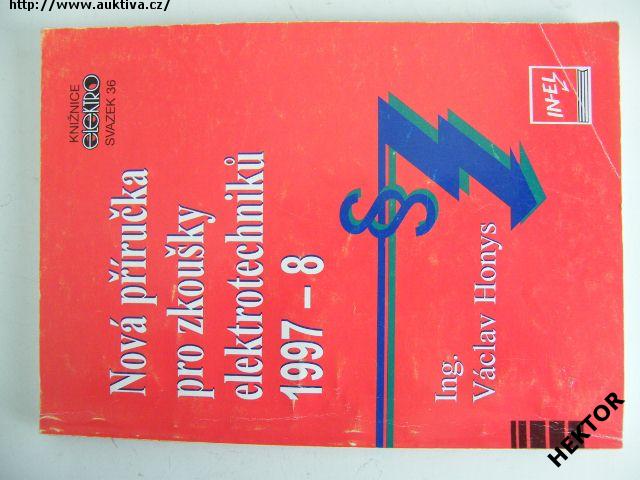 http://www.auktiva.cz/
KNIŽNICE
elektro
SVAZEK 36
IN-EL
Nová příručka
pro zkoušky
elektrotechniků
1997 – 8
§
Ing.
Václav Honys
HEKTOR